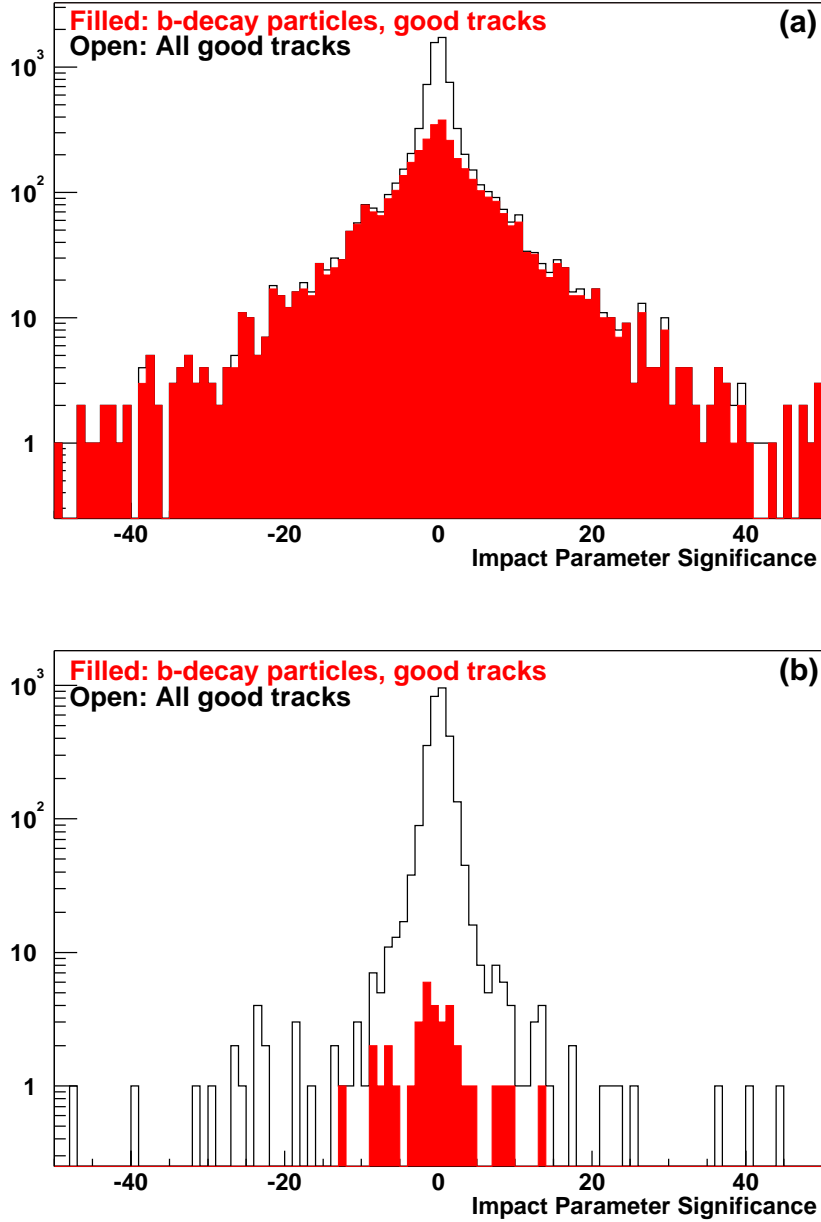 Filled: b-decay particles, good tracks (a)
Open: All good tracks
10³
10²
10
1
-40 -20 0 20 40
Impact Parameter Significance
Filled: b-decay particles, good tracks (b)
Open: All good tracks
10³
10²
10
1
-40 -20 0 20 40
Impact Parameter Significance